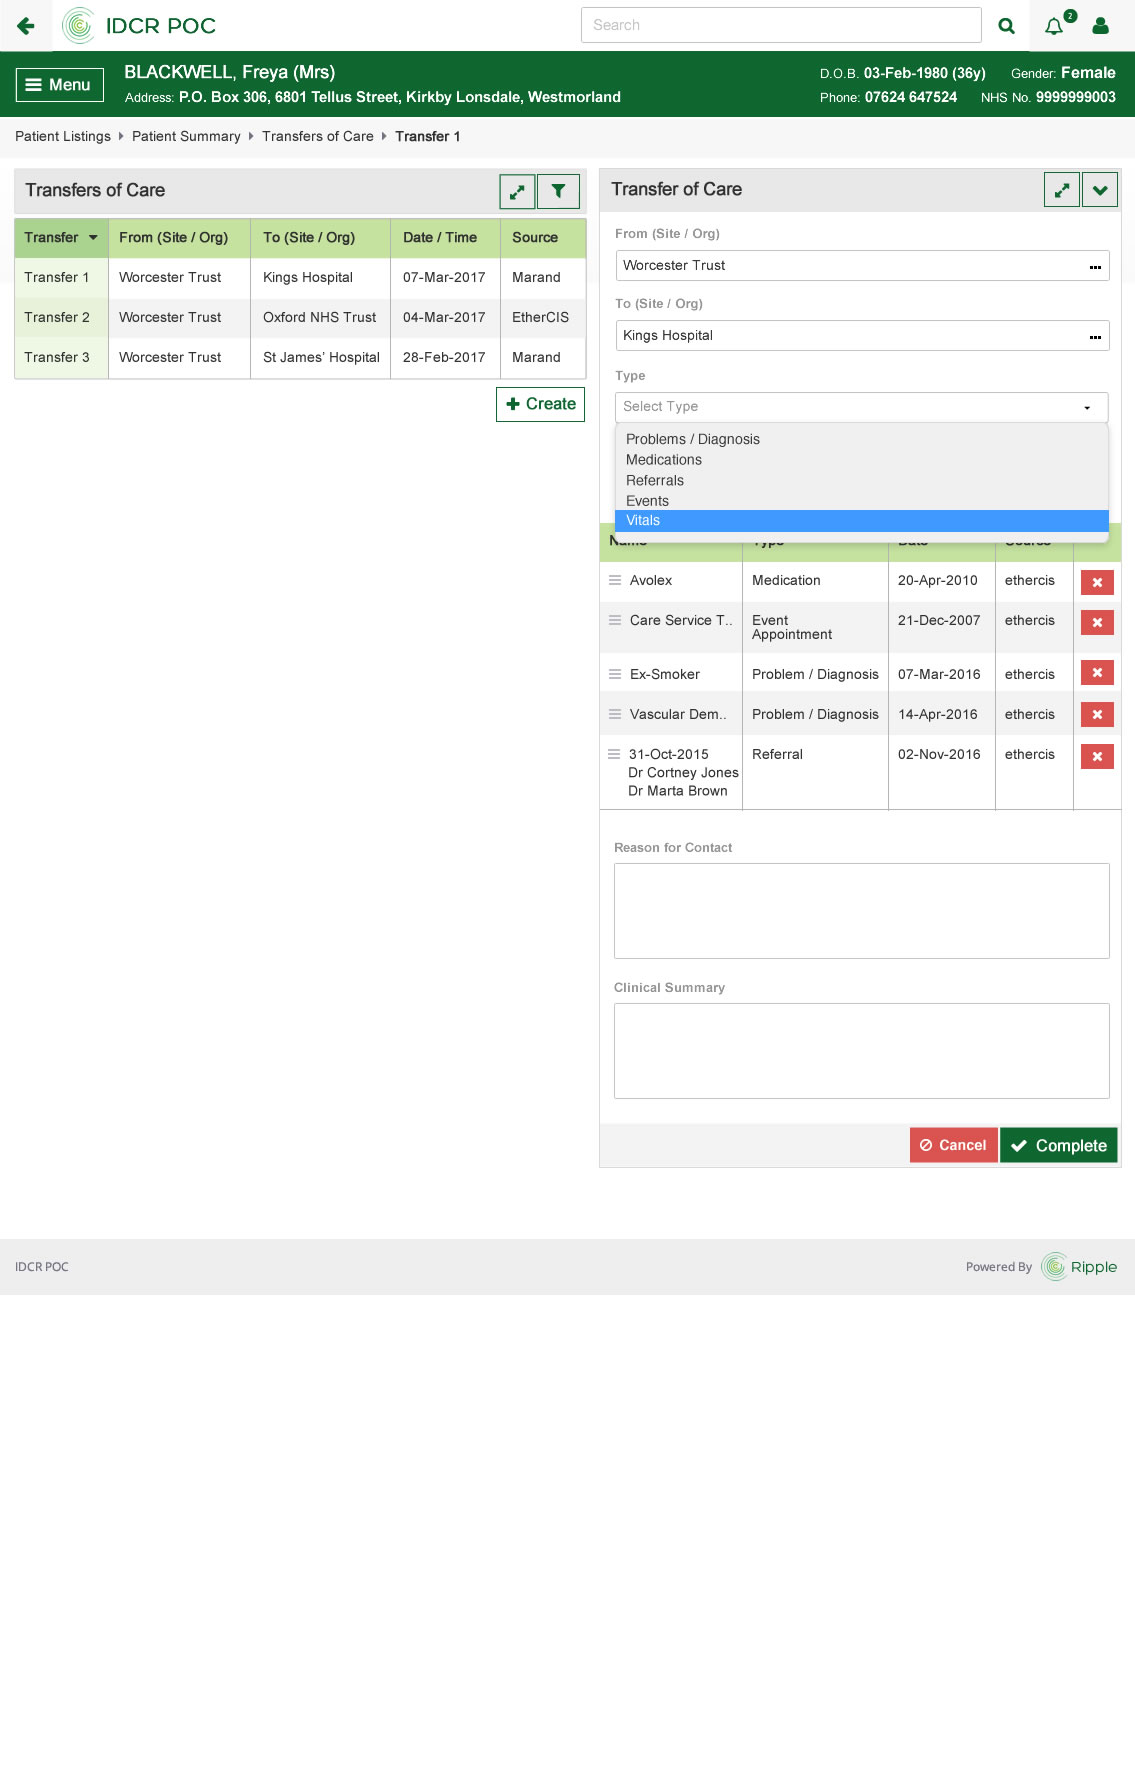 IDCR POC
Search
2
Menu
BLACKWELL, Freya (Mrs)
Address: P.O. Box 306, 6801 Tellus Street, Kirkby Lonsdale, Westmorland
D.O.B. 03-Feb-1980 (36y) Gender: Female
Phone: 07624 647524 NHS No. 9999999003
Patient Listings Patient Summary Transfers of Care Transfer 1
Transfers of Care
Transfer From (Site / Org) To (Site / Org) Date / Time Source
Transfer 1 Worcester Trust Kings Hospital 07-Mar-2017 Marand
Transfer 2 Worcester Trust Oxford NHS Trust 04-Mar-2017 EtherCIS
Transfer 3 Worcester Trust St James’ Hospital 28-Feb-2017 Marand
Create
Transfer of Care
From (Site / Org)
Worcester Trust
To (Site / Org)
Kings Hospital
Type
Select Type
Problems / Diagnosis
Medications
Referrals
Events
Vitals
Name Type Date Source
Avolex Medication 20-Apr-2010 ethercis
Care Service T.. Event 21-Dec-2007 ethercis
Appointment
Ex-Smoker Problem / Diagnosis 07-Mar-2016 ethercis
Vascular Dem.. Problem / Diagnosis 14-Apr-2016 ethercis
31-Oct-2015 Referral 02-Nov-2016 ethercis
Dr Cortney Jones
Dr Marta Brown
Reason for Contact
Clinical Summary
Cancel Complete
IDCR POC
Powered By Ripple